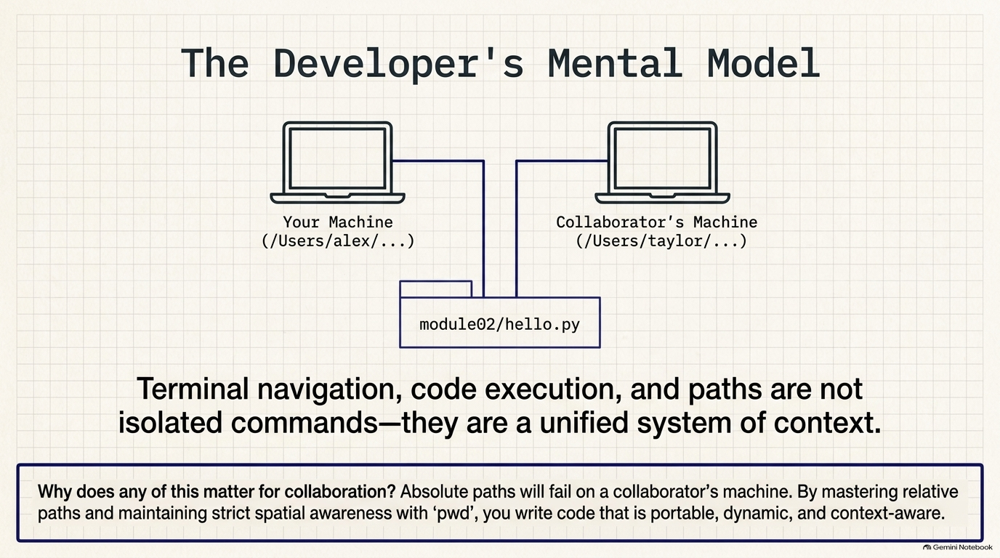 The Developer's Mental Model
Your Machine
(/Users/alex/...)
Collaborator's Machine
(/Users/taylor/...)
module02/hello.py
Terminal navigation, code execution, and paths are not
isolated commands—they are a unified system of context.
Why does any of this matter for collaboration? Absolute paths will fail on a collaborator's machine. By mastering relative
paths and maintaining strict spatial awareness with ‘pwd’, you write code that is portable, dynamic, and context-aware.
Gemini Notebook